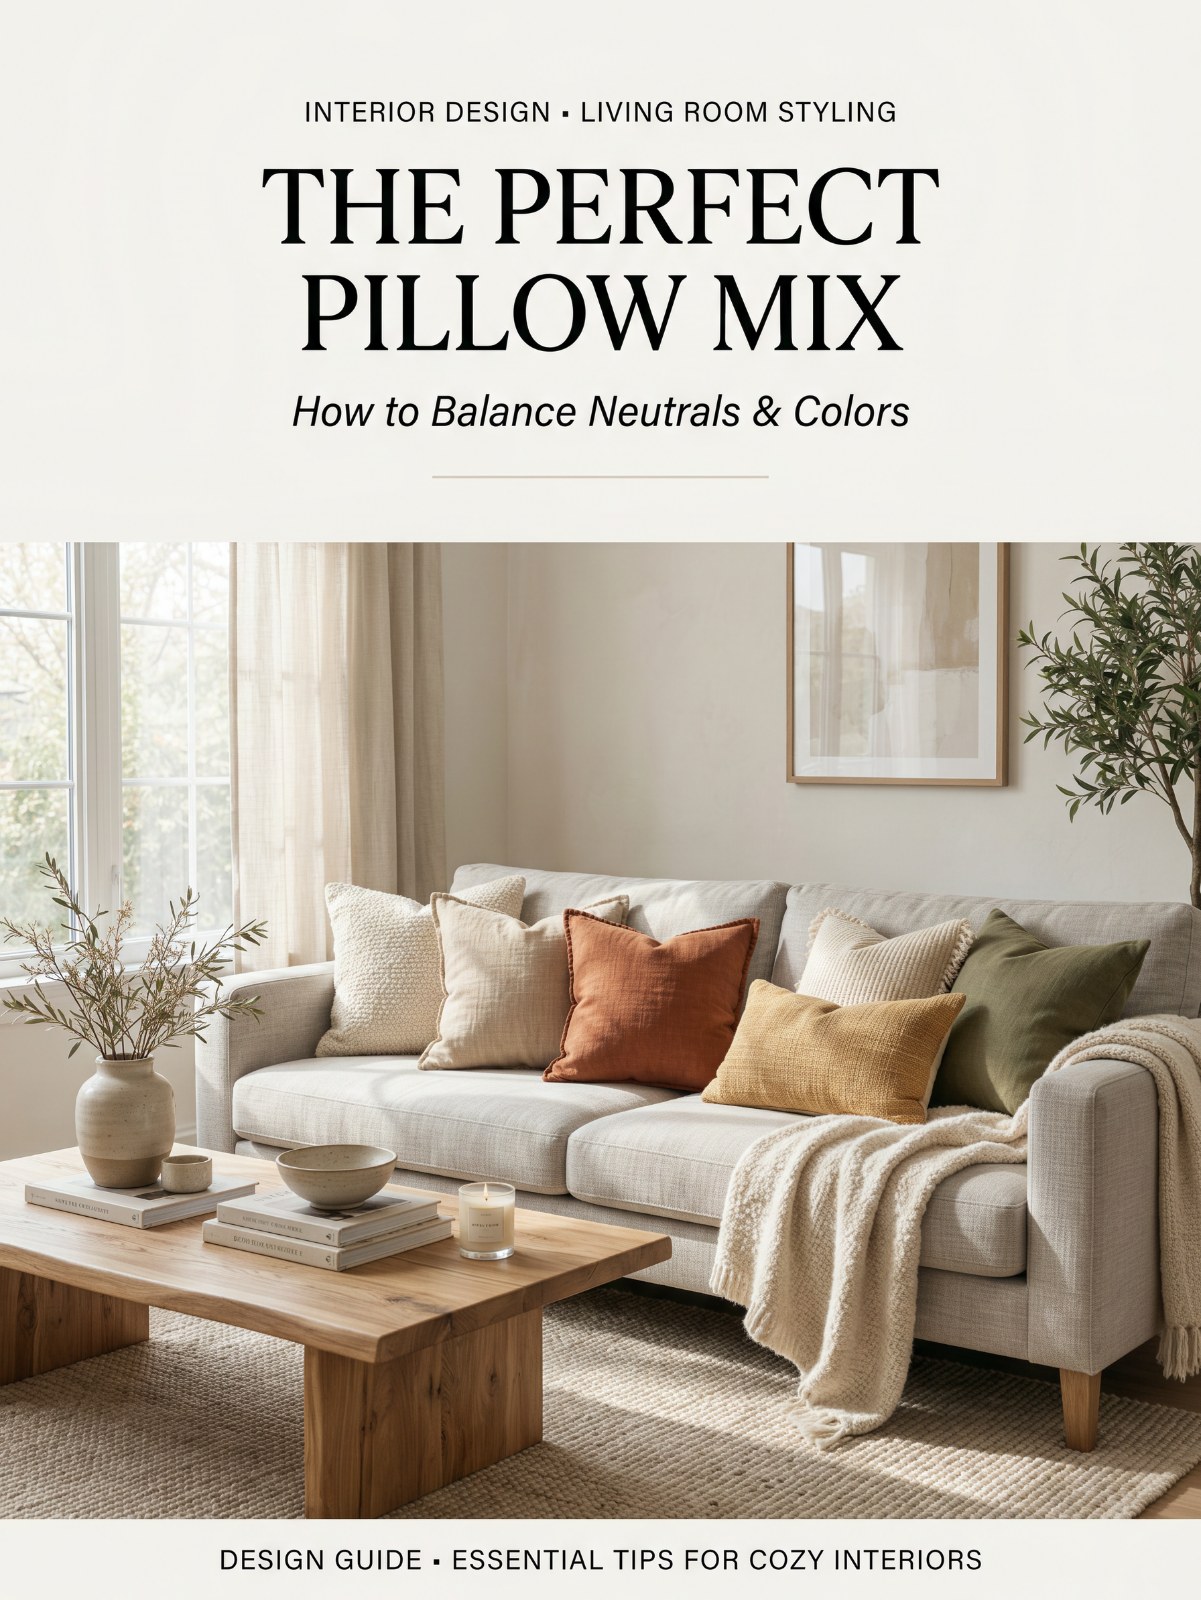 INTERIOR DESIGN ▪ LIVING ROOM STYLING
THE PERFECT
PILLOW MIX
How to Balance Neutrals & Colors
DESIGN GUIDE ▪ ESSENTIAL TIPS FOR COZY INTERIORS